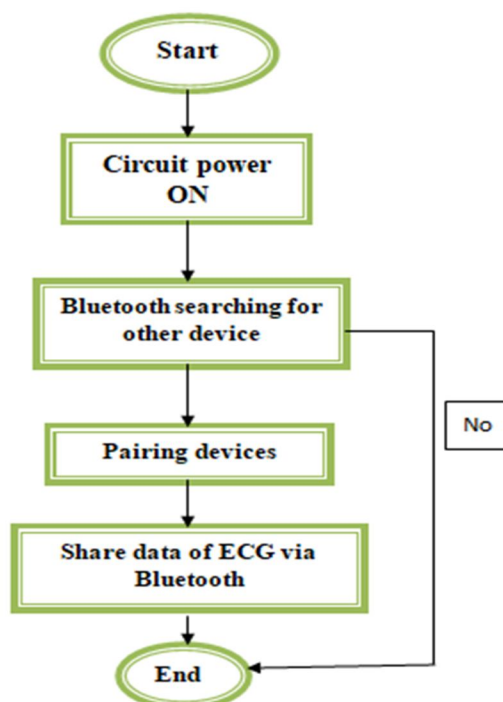 Start
Circuit power
ON
Bluetooth searching for
other device
No
Pairing devices
Share data of ECG via
Bluetooth
End